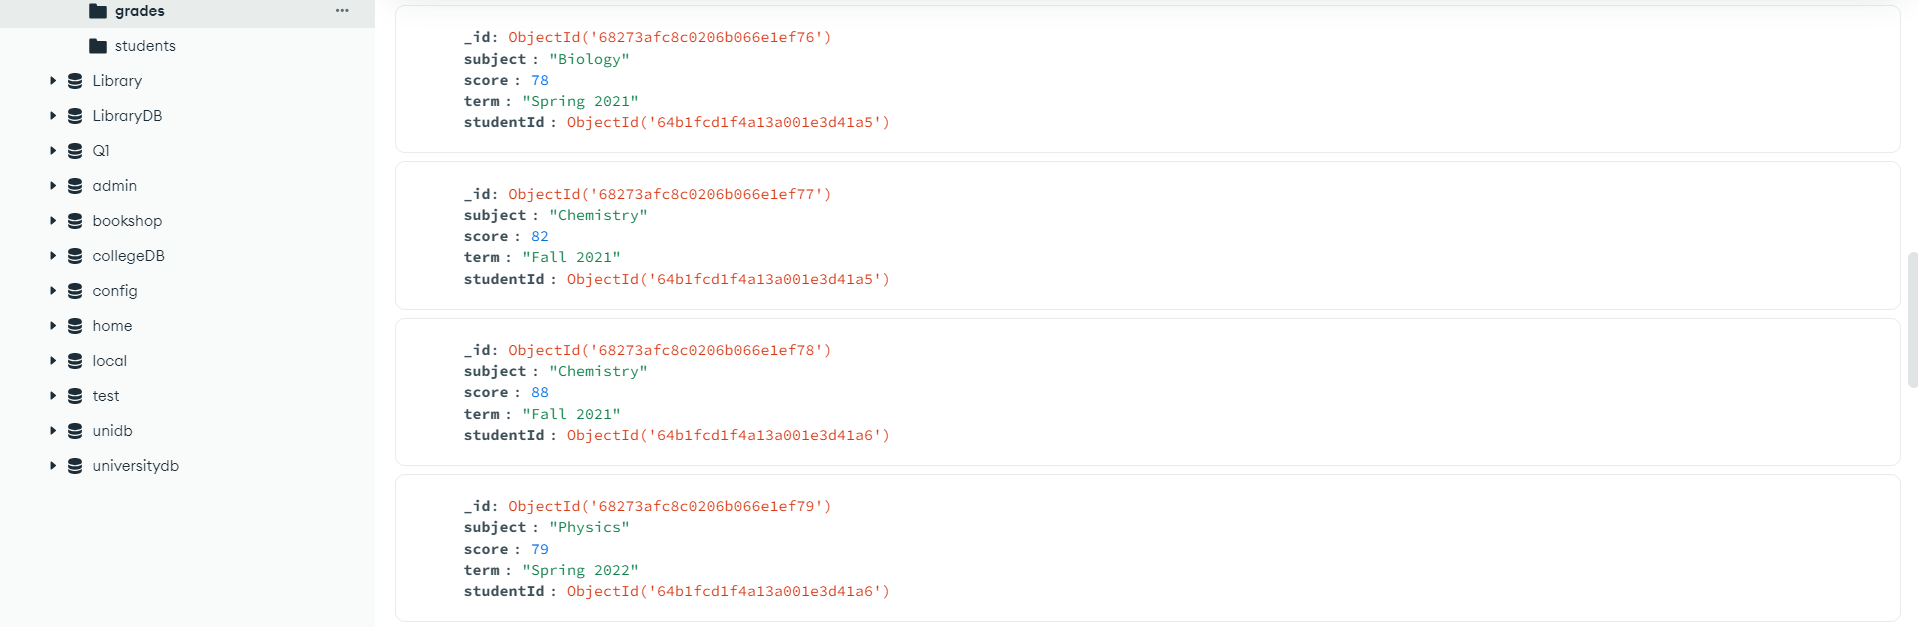 grades
students
Library
LibraryDB
Q1
admin
bookshop
collegeDB
config
home
local
test
unidb
universitydb
_id: ObjectId('68273afc8c0206b066e1ef76')
subject : "Biology"
score : 78
term : "Spring 2021"
studentId : ObjectId('64b1fcd1f4a13a001e3d41a5')
_id: ObjectId('68273afc8c0206b066e1ef77')
subject : "Chemistry"
score : 82
term : "Fall 2021"
studentId : ObjectId('64b1fcd1f4a13a001e3d41a5')
_id: ObjectId('68273afc8c0206b066e1ef78')
subject : "Chemistry"
score : 88
term : "Fall 2021"
studentId : ObjectId('64b1fcd1f4a13a001e3d41a6')
_id: ObjectId('68273afc8c0206b066e1ef79')
subject : "Physics"
score : 79
term : "Spring 2022"
studentId : ObjectId('64b1fcd1f4a13a001e3d41a6')